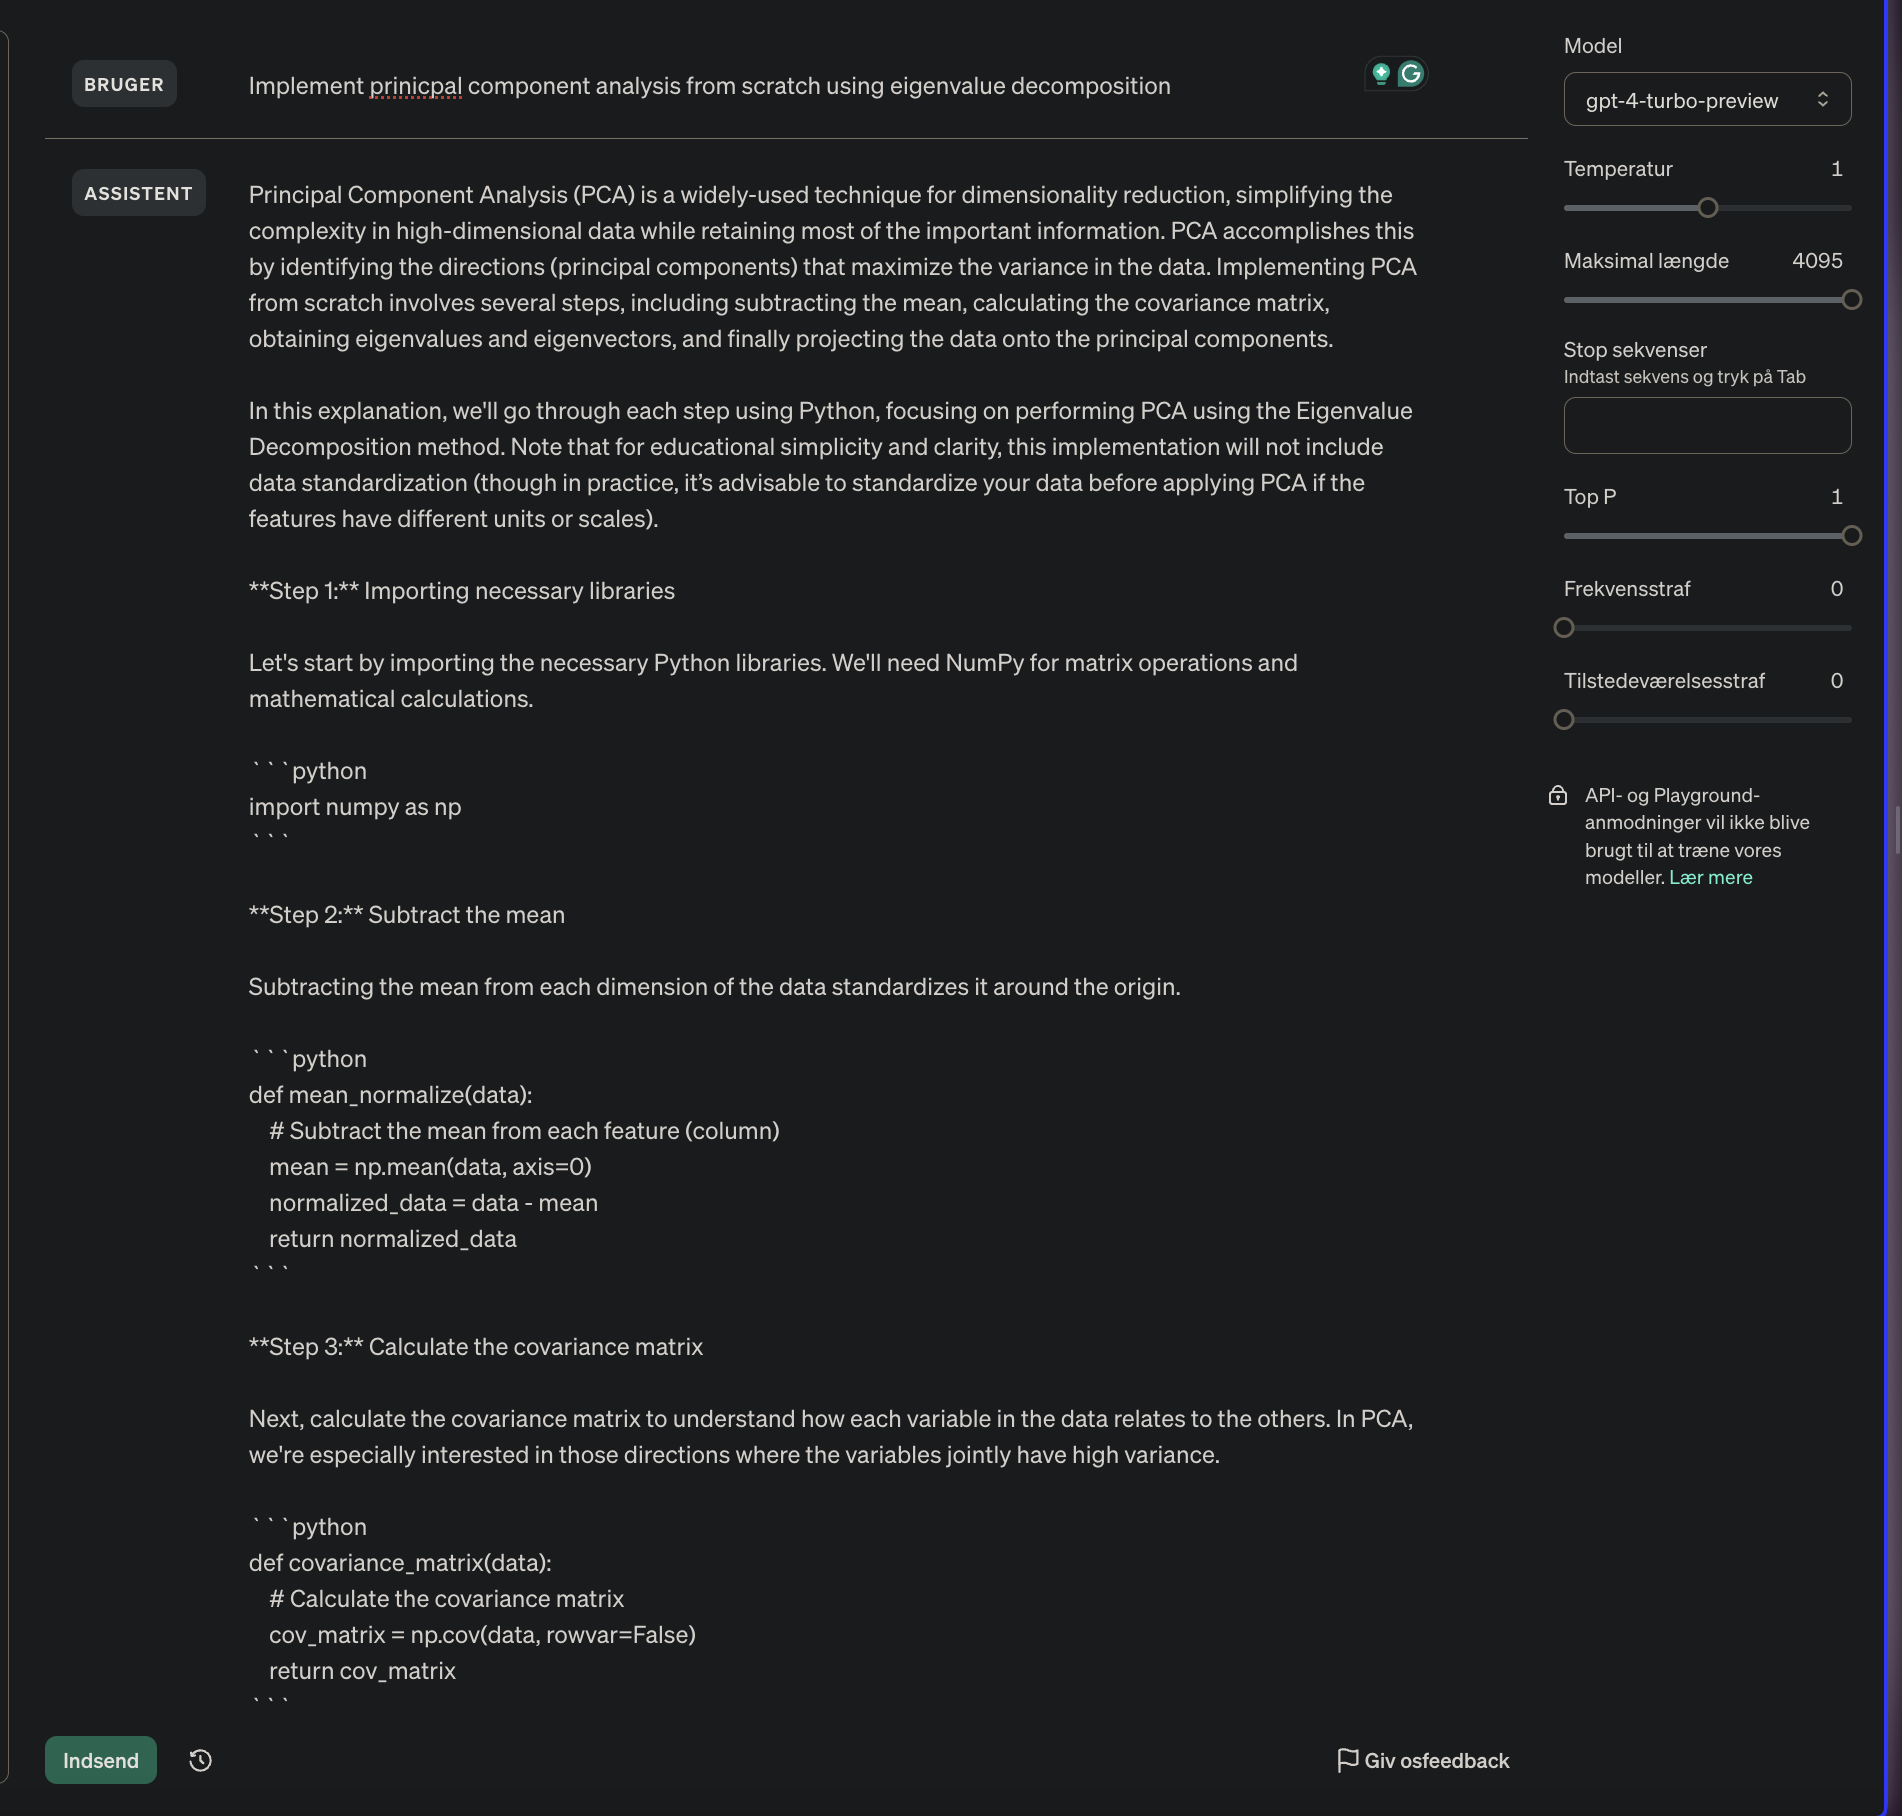 BRUGER
Implement prinicpal component analysis from scratch using eigenvalue decomposition
ASSISTENT
Principal Component Analysis (PCA) is a widely-used technique for dimensionality reduction, simplifying the
complexity in high-dimensional data while retaining most of the important information. PCA accomplishes this
by identifying the directions (principal components) that maximize the variance in the data. Implementing PCA
from scratch involves several steps, including subtracting the mean, calculating the covariance matrix,
obtaining eigenvalues and eigenvectors, and finally projecting the data onto the principal components.
In this explanation, we'll go through each step using Python, focusing on performing PCA using the Eigenvalue
Decomposition method. Note that for educational simplicity and clarity, this implementation will not include
data standardization (though in practice, it’s advisable to standardize your data before applying PCA if the
features have different units or scales).
**Step 1:** Importing necessary libraries
Let's start by importing the necessary Python libraries. We'll need NumPy for matrix operations and
mathematical calculations.
```python
import numpy as np
```
**Step 2:** Subtract the mean
Subtracting the mean from each dimension of the data standardizes it around the origin.
```python
def mean_normalize(data):
    # Subtract the mean from each feature (column)
    mean = np.mean(data, axis=0)
    normalized_data = data - mean
    return normalized_data
```
**Step 3:** Calculate the covariance matrix
Next, calculate the covariance matrix to understand how each variable in the data relates to the others. In PCA,
we're especially interested in those directions where the variables jointly have high variance.
```python
def covariance_matrix(data):
    # Calculate the covariance matrix
    cov_matrix = np.cov(data, rowvar=False)
    return cov_matrix
```
Indsend
Giv osfeedback
Model
gpt-4-turbo-preview
Temperatur 1
Maksimal længde 4095
Stop sekvenser
Indtast sekvens og tryk på Tab
Top P 1
Frekvensstraf 0
Tilstedeværelsesstraf 0
API- og Playground-
anmodninger vil ikke blive
brugt til at træne vores
modeller. Lær mere